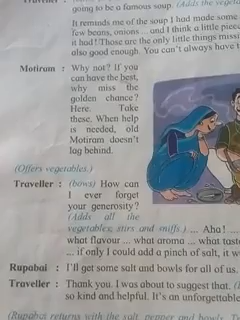 going to be a famous soup. (Adds the
It reminds me of the soup I had made some
few beans, onions ... und I think a little piece
it had! Those are the only little things
also good enough. You can't always have
Motiram : Why not? If you
can have the best,
why miss the
golden chance?
Here. Take
these. When help
is needed, old
Motiram doesn't
lag behind.
(Offers vegetables.)
Traveller : (bows) How can
I ever forget
your generosity?
(Adds all the
vegetables; stirs and sniffs.) ... Aha! ...
what flavour ... what aroma ... what
... if only I could add a pinch of salt, it
Rupabai : I'll get some salt and bowls for all of us.
Traveller : Thank you. I was about to suggest that.
so kind and helpful. It's an
(Rupabai returns with the salt, pepper and bowls.